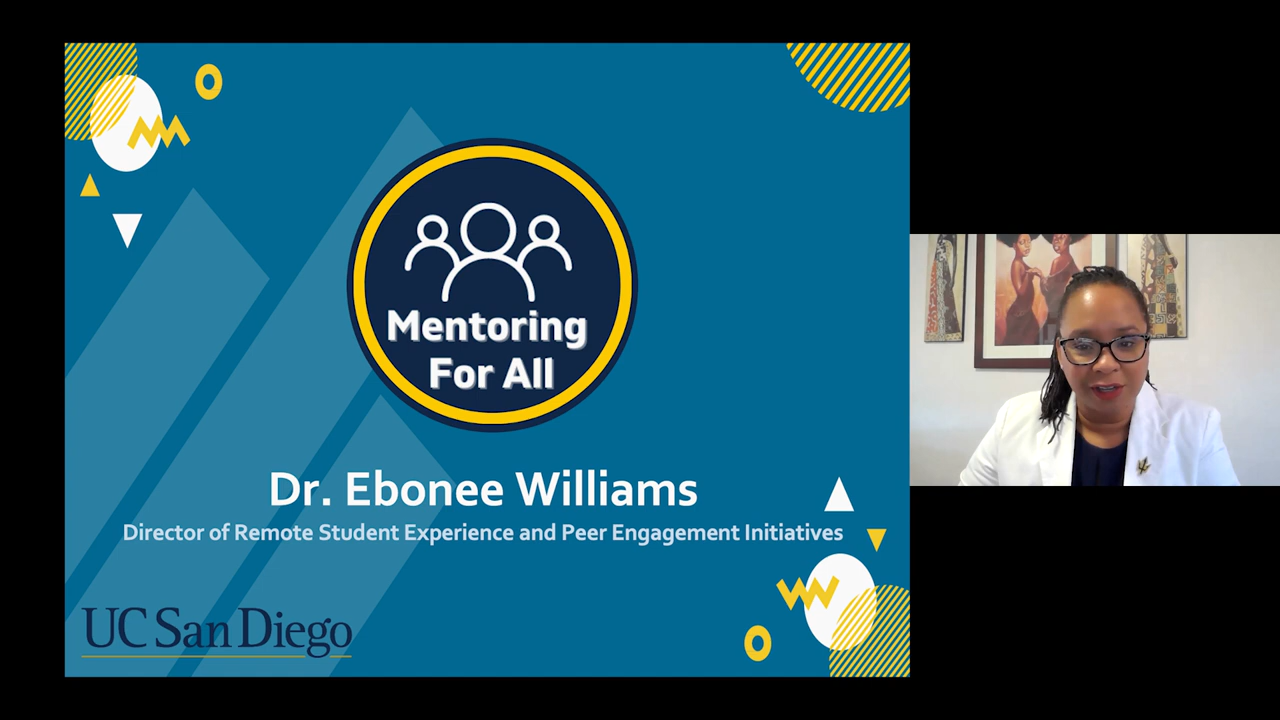 Mentoring
For All
Dr. Ebonee Williams
Director of Remote Student Experience and Peer Engagement Initiatives
UC San Diego